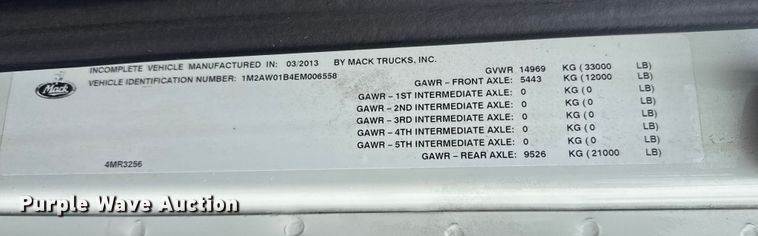 INCOMPLETE VEHICLE MANUFACTURED IN: 03/2013 BY MACK TRUCKS, INC.
VEHICLE IDENTIFICATION NUMBER: 1M2AW01B4EM006558
Mack
GVWR 14969 KG (33000 LB)
GAWR - FRONT AXLE: 5443 KG (12000 LB)
GAWR - 1ST INTERMEDIATE AXLE: 0 KG (0 LB)
GAWR - 2ND INTERMEDIATE AXLE: 0 KG (0 LB)
GAWR - 3RD INTERMEDIATE AXLE: 0 KG (0 LB)
GAWR - 4TH INTERMEDIATE AXLE: 0 KG (0 LB)
GAWR - 5TH INTERMEDIATE AXLE: 0 KG (0 LB)
GAWR - REAR AXLE: 9526 KG (21000 LB)
4MR3256
Purple Wave Auction